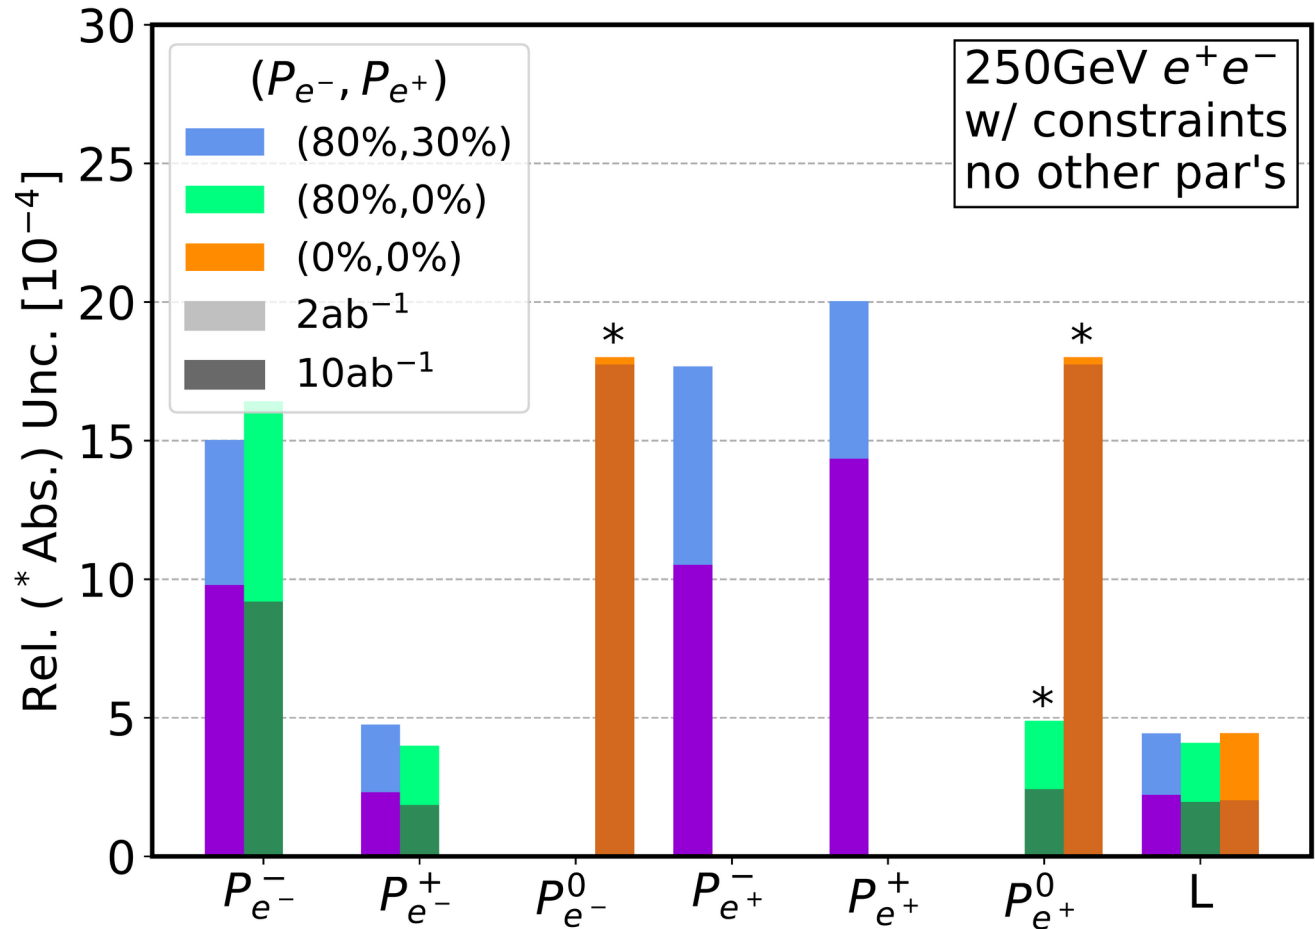 30
25
20
15
10
5
0
Rel. (* Abs.) Unc. [10⁻⁴]
(P_{e⁻}, P_{e⁺})
(80%,30%)
(80%,0%)
(0%,0%)
2ab⁻¹
10ab⁻¹
250GeV e⁺e⁻
w/ constraints
no other par's
*
*
*
P⁻_{e⁻} P⁺_{e⁻} P⁰_{e⁻} P⁻_{e⁺} P⁺_{e⁺} P⁰_{e⁺} L